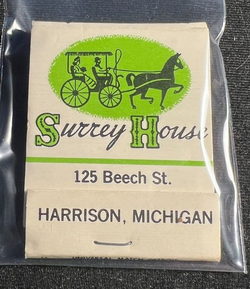 Surrey House
125 Beech St.
HARRISON, MICHIGAN